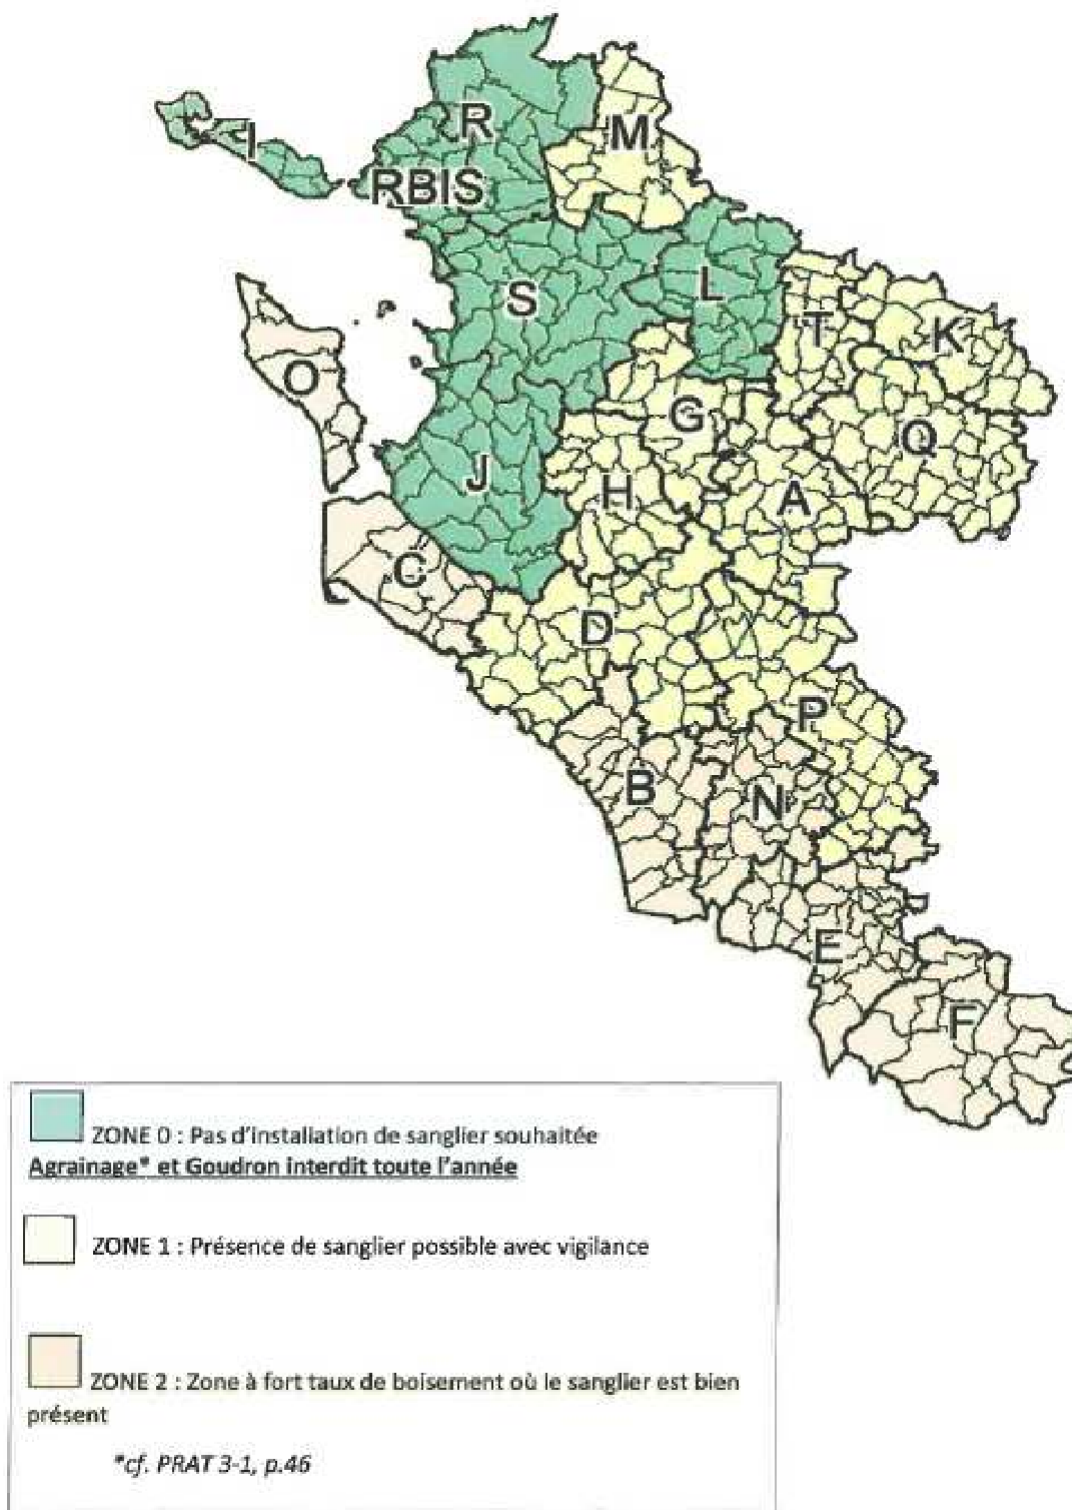 R
M
I
RBIS
L
S
T
K
O
G
Q
J
H
A
C
D
P
B
N
E
F
ZONE 0 : Pas d'installation de sanglier souhaitée
Agrainage* et Goudron interdit toute l'année
ZONE 1 : Présence de sanglier possible avec vigilance
ZONE 2 : Zone à fort taux de boisement où le sanglier est bien
présent
*cf. PRAT 3-1, p.46